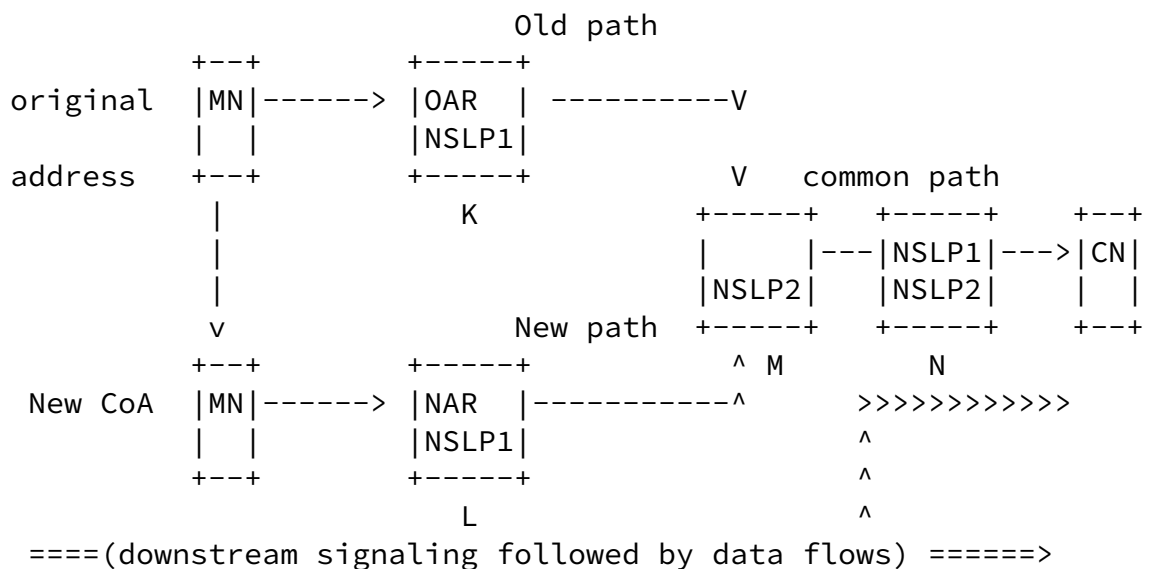 Old path
           +--+        +-----+
original   |MN|------> |OAR  | ----------V
           |  |        |NSLP1|
address    +--+        +-----+           V   common path
            |             K            +-----+   +-----+    +--+
            |                          |     |---|NSLP1|--->|CN|
            |                          |NSLP2|   |NSLP2|    |  |
            v                New path  +-----+   +-----+    +--+
           +--+        +-----+           ^ M        N
 New CoA   |MN|------> |NAR  |-----------^      >>>>>>>>>>>>
           |  |        |NSLP1|                  ^
           +--+        +-----+                  ^
                          L                     ^
 ====(downstream signaling followed by data flows) ======>